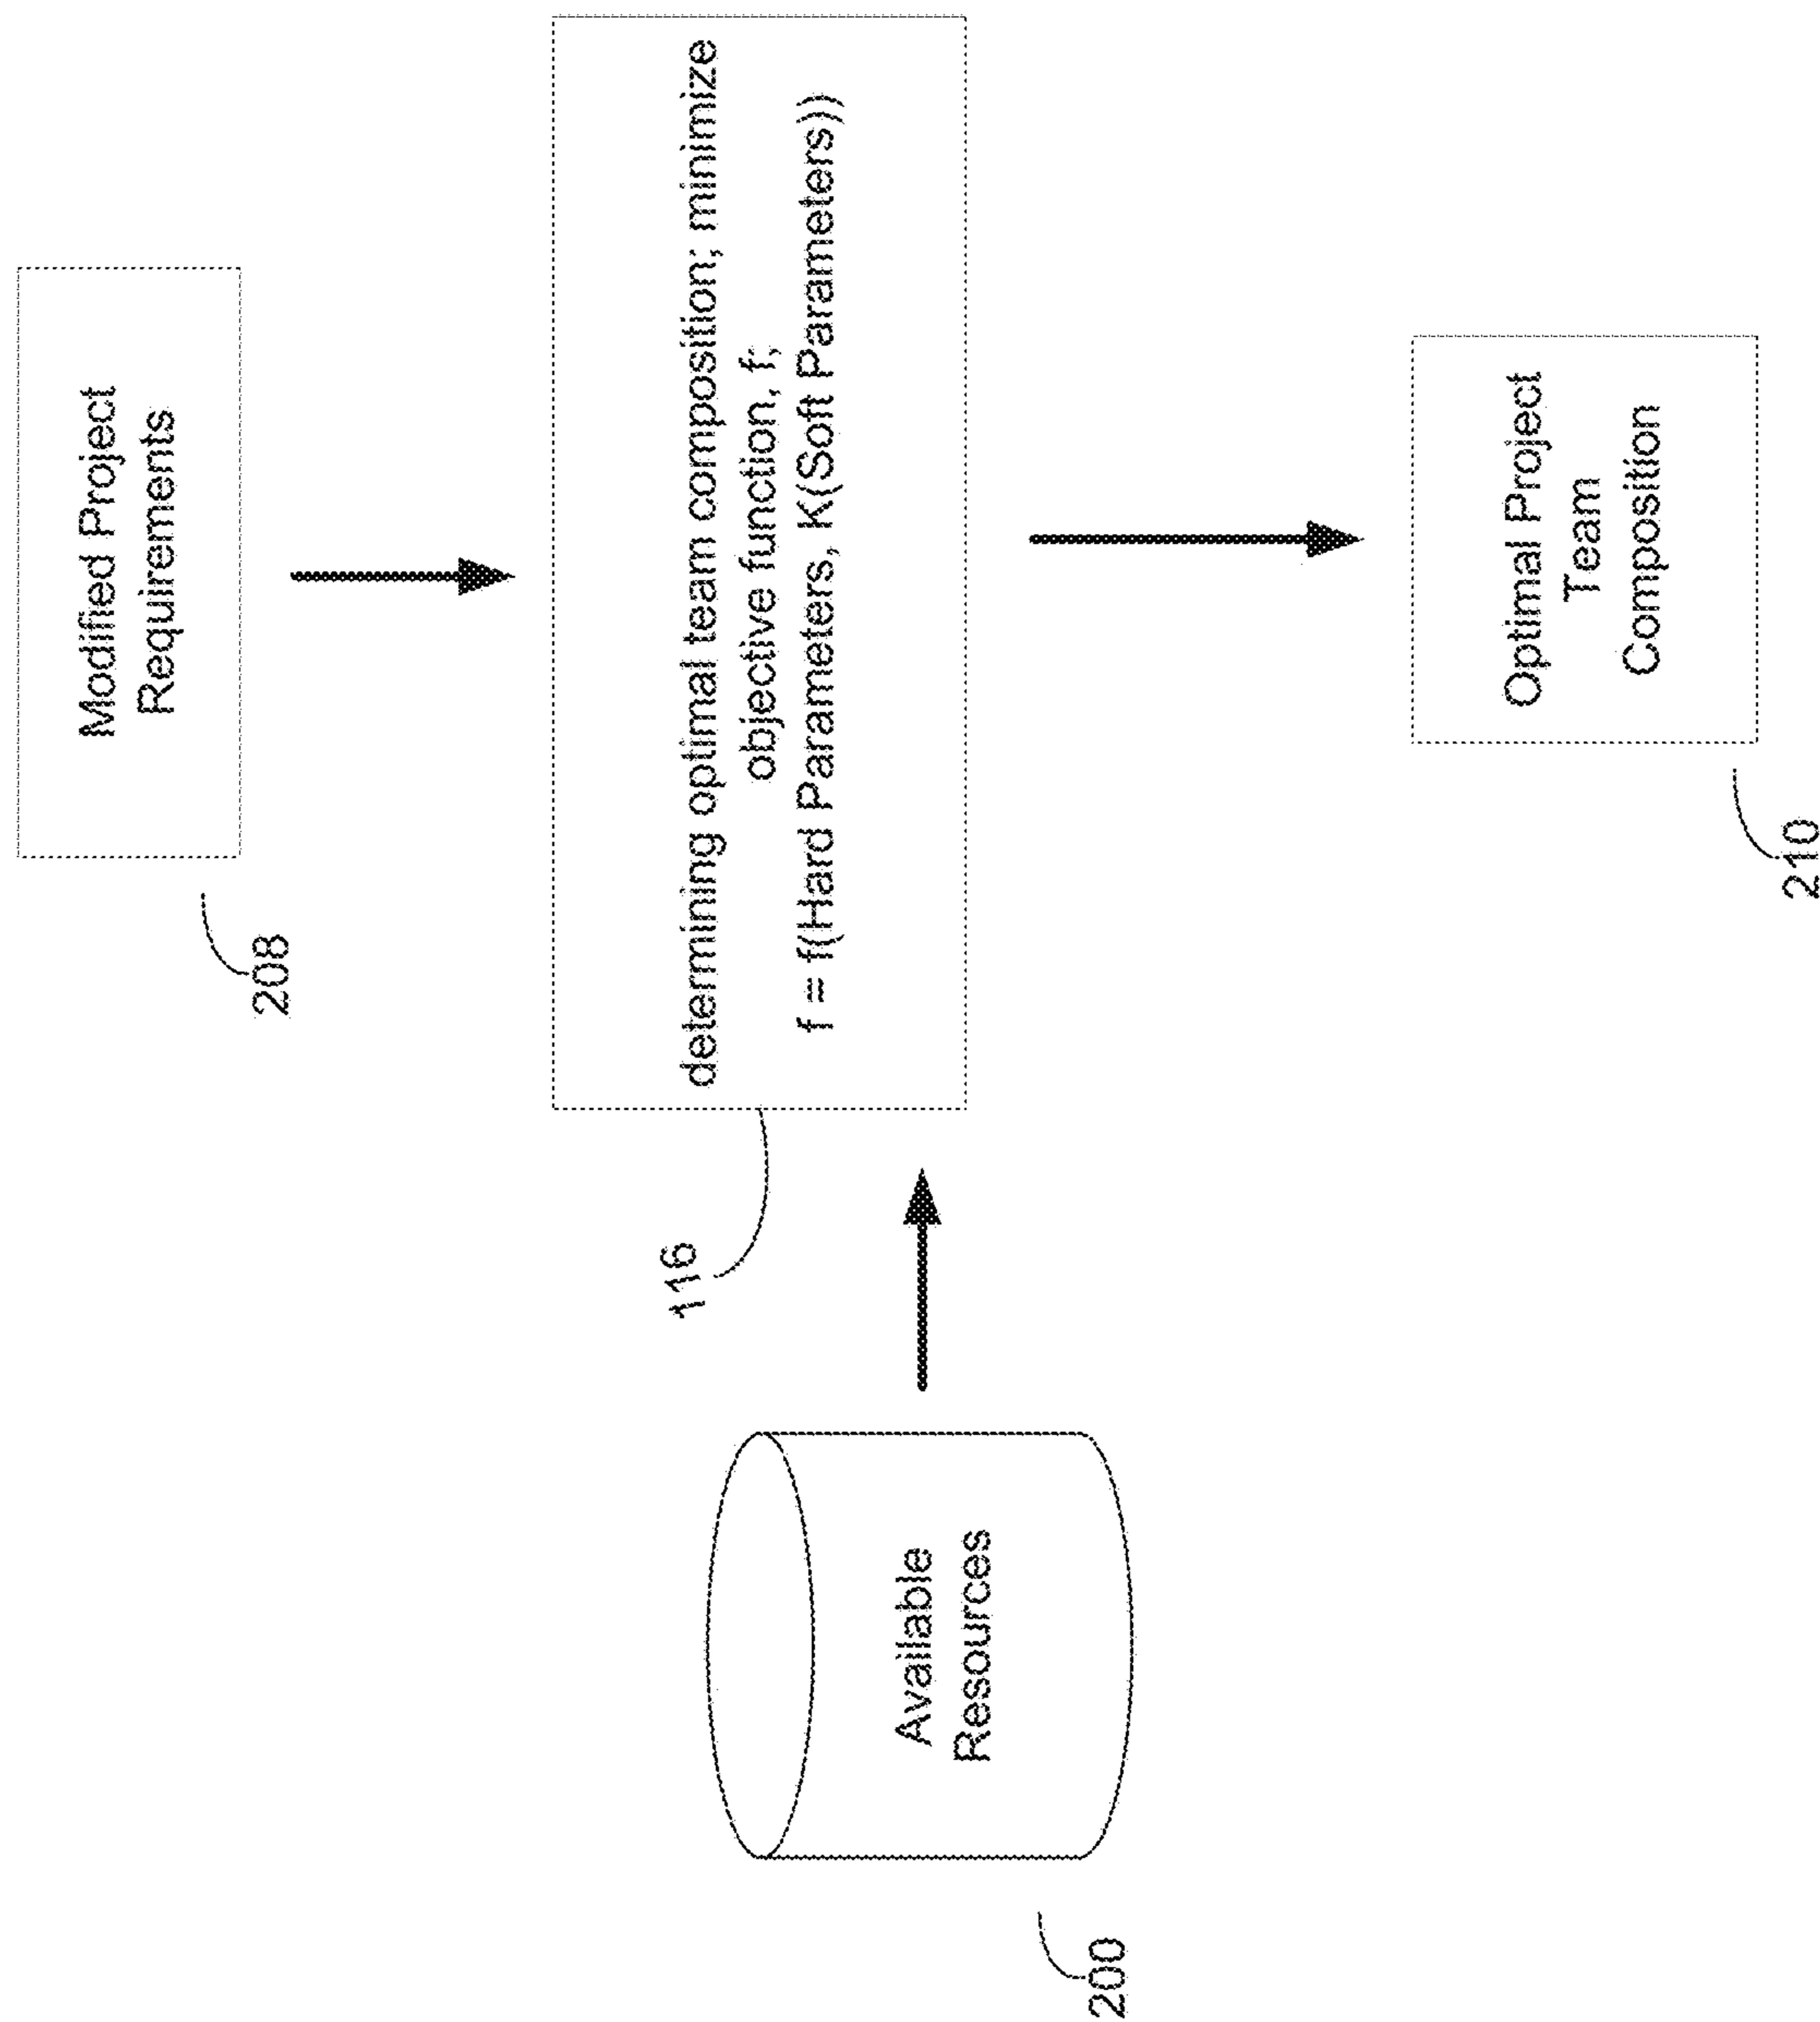 Modified Project
Requirements
208
determining optimal team composition; minimize
objective function, f;
f = f(Hard Parameters, K(Soft Parameters))
116
Available
Resources
200
Optimal Project
Team
Composition
210